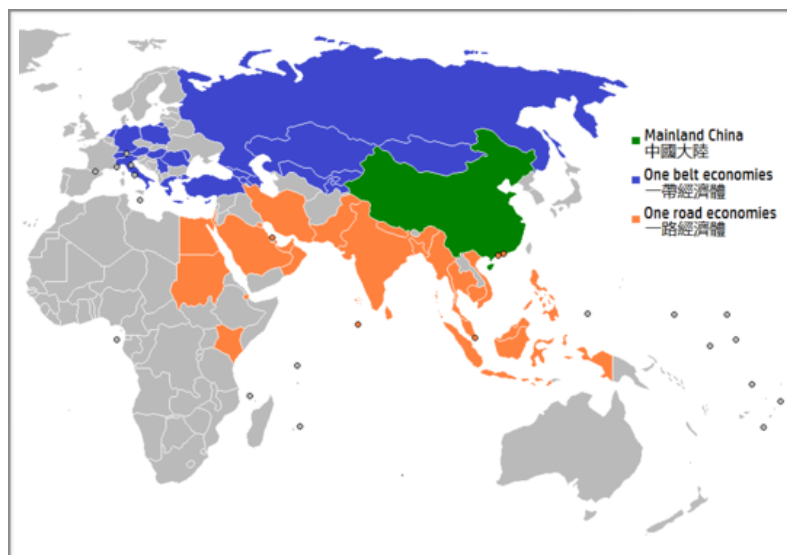 Mainland China
中國大陸
One belt economies
一帶經濟體
One road economies
一路經濟體